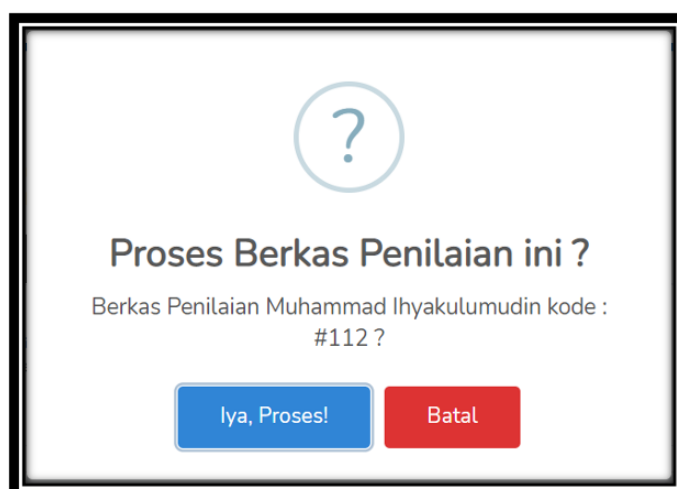 ?
Proses Berkas Penilaian ini ?
Berkas Penilaian Muhammad Ihyakulumudin kode :
#112 ?
Iya, Proses! Batal